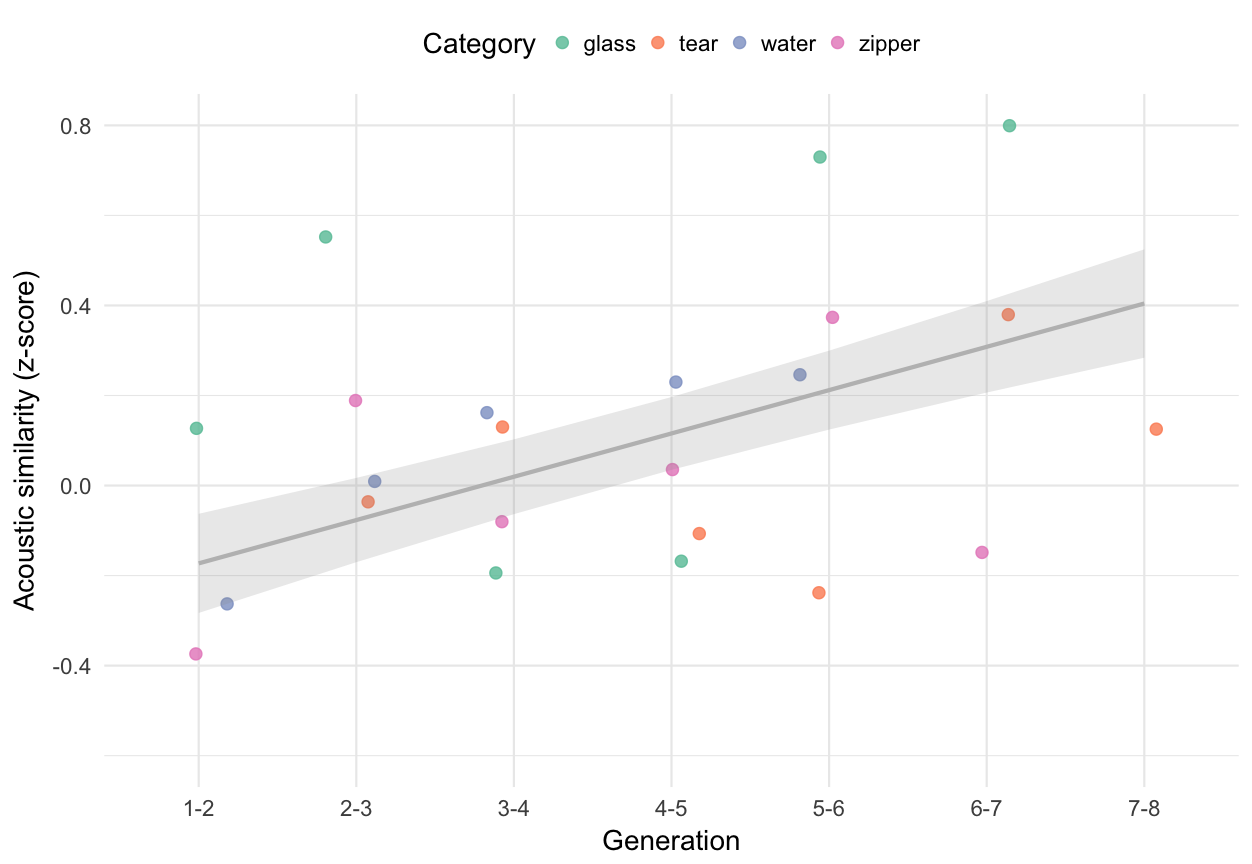 Category glass tear water zipper
Acoustic similarity (z-score)
0.8
0.4
0.0
-0.4
1-2 2-3 3-4 4-5 5-6 6-7 7-8
Generation